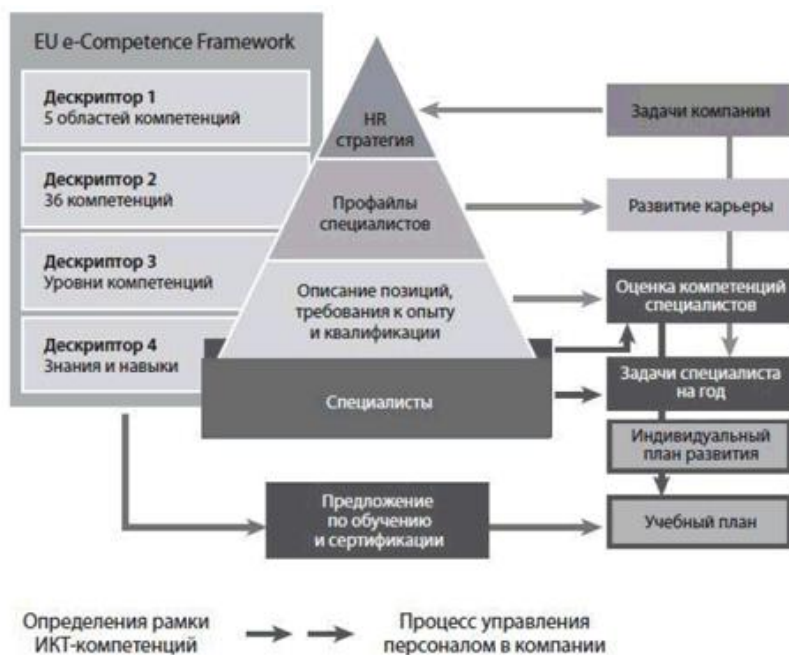 EU e-Competence Framework
Дескриптор 1
5 областей компетенций
Дескриптор 2
36 компетенций
Дескриптор 3
Уровни компетенций
Дескриптор 4
Знания и навыки
HR
стратегия
Профайлы
специалистов
Описание позиций,
требования к опыту
и квалификации
Специалисты
Задачи компании
Развитие карьеры
Оценка компетенций
специалистов
Задачи специалиста
на год
Индивидуальный
план развития
Учебный план
Предложение
по обучению
и сертификации
Определения рамки
ИКТ-компетенций
Процесс управления
персоналом в компании